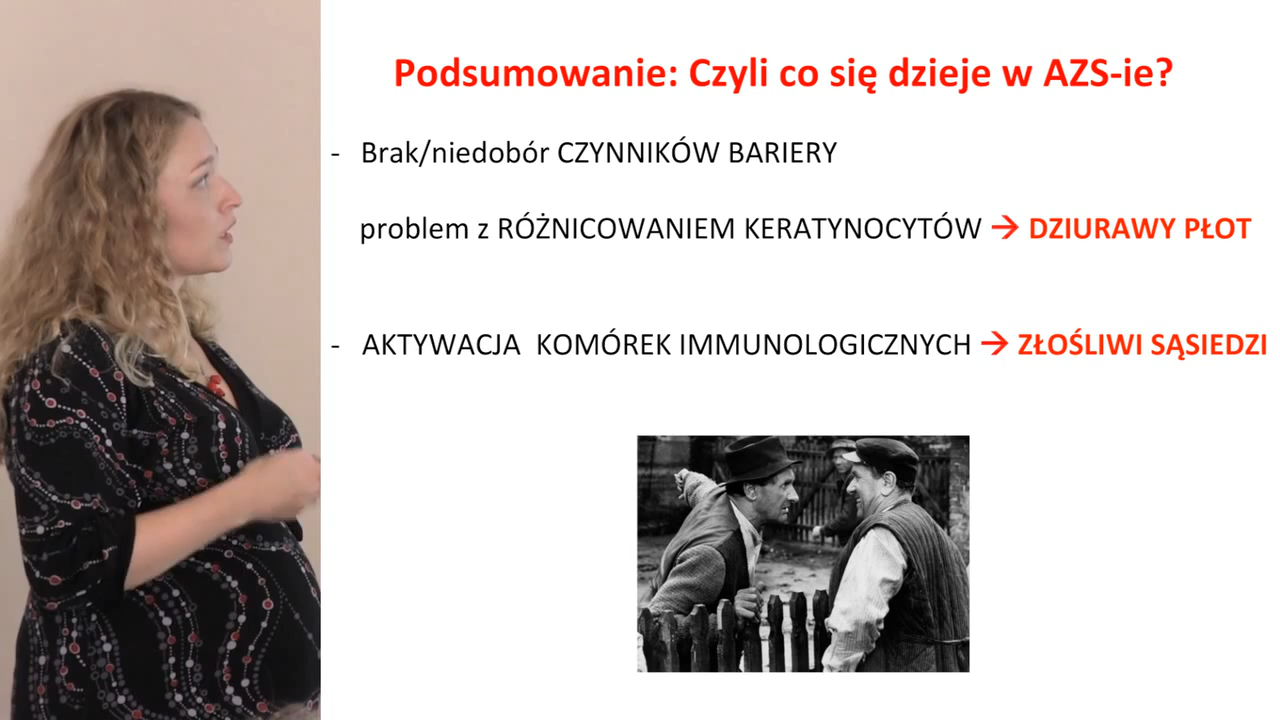 Podsumowanie: Czyli co się dzieje w AZS-ie?
- Brak/niedobór CZYNNIKÓW BARIERY
problem z RÓŻNICOWANIEM KERATYNOCYTÓW → DZIURAWY PŁOT
- AKTYWACJA KOMÓREK IMMUNOLOGICZNYCH → ZŁOŚLIWI SĄSIEDZI